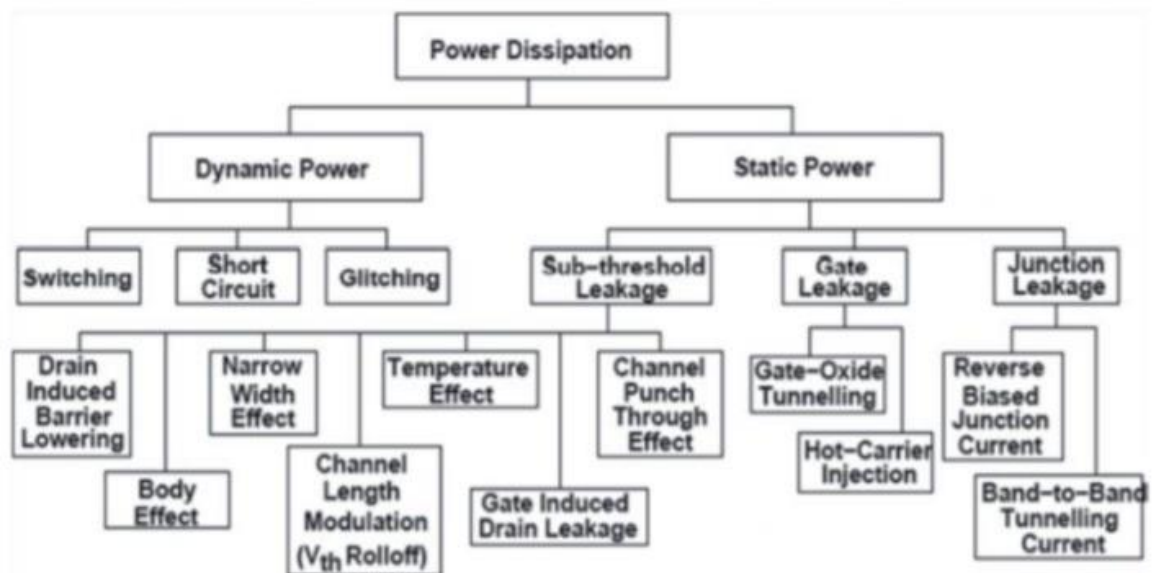 Power Dissipation
Dynamic Power
Static Power
Switching
Short
Circuit
Glitching
Sub-threshold
Leakage
Gate
Leakage
Junction
Leakage
Drain
Induced
Barrier
Lowering
Body
Effect
Narrow
Width
Effect
Channel
Length
Modulation
(Vth Rolloff)
Temperature
Effect
Gate Induced
Drain Leakage
Channel
Punch
Through
Effect
Gate-Oxide
Tunnelling
Hot-Carrier
Injection
Reverse
Biased
Junction
Current
Band-to-Band
Tunnelling
Current